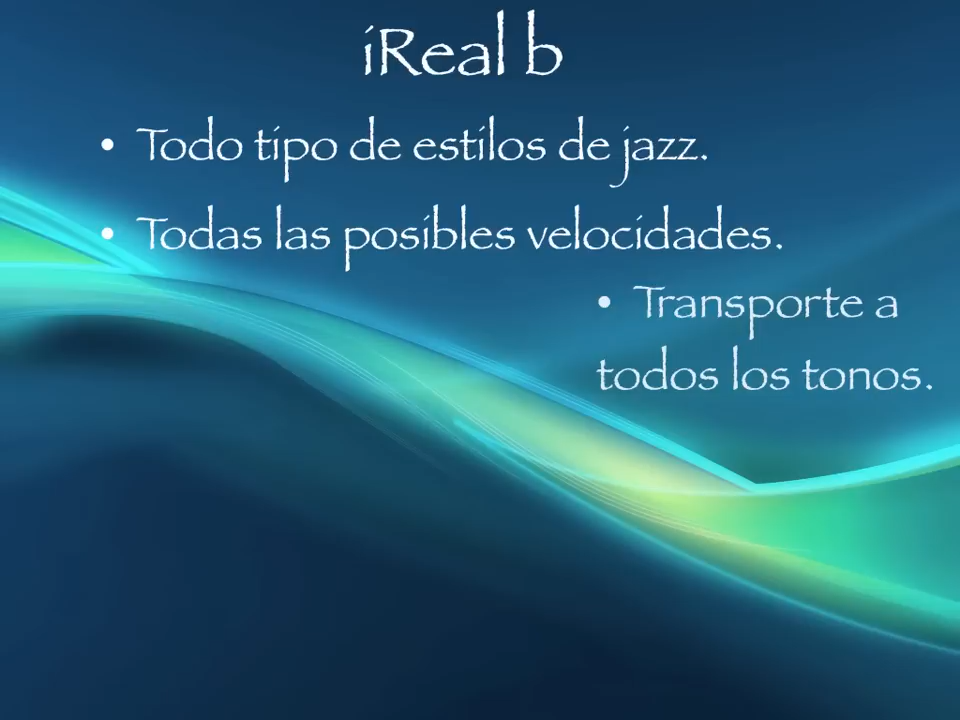 iReal b
• Todo tipo de estilos de jazz.
• Todas las posibles velocidades.
• Transporte a
todos los tonos.